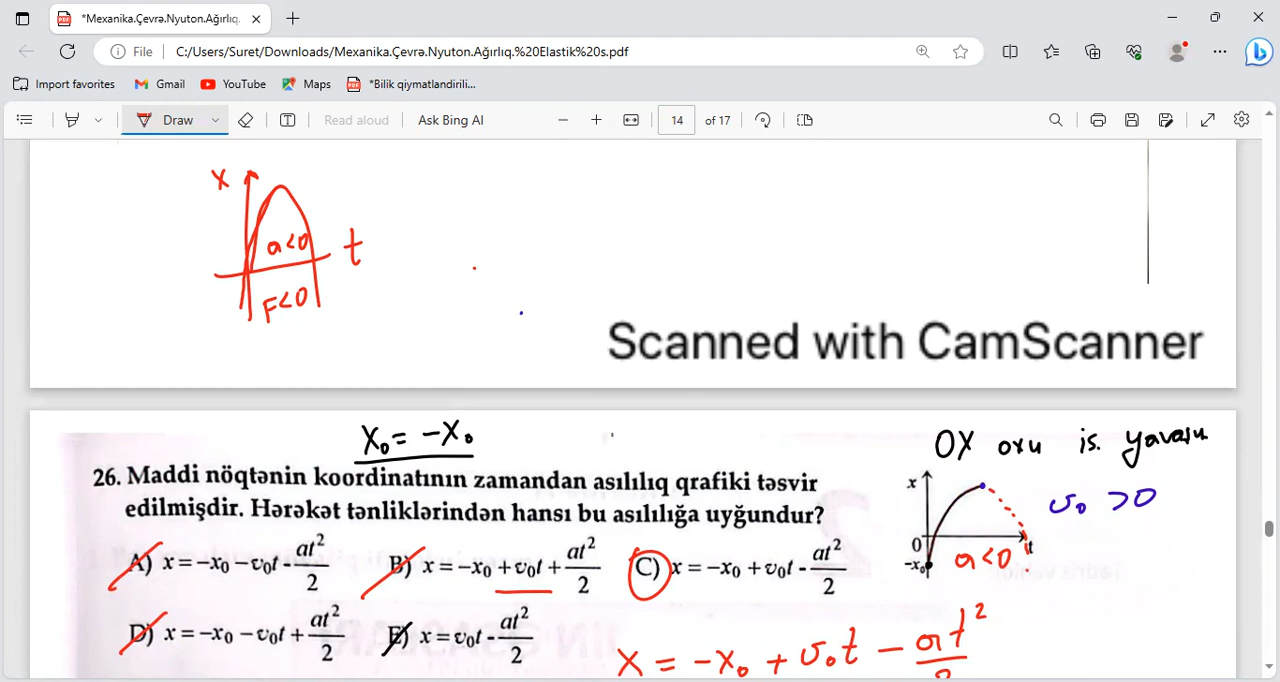 *Mexanika.Çevrə.Nyuton.Ağırlıq.
File C:/Users/Suret/Downloads/Mexanika.Çevrə.Nyuton.Ağırlıq.%20Elastik%20s.pdf
Import favorites Gmail YouTube Maps *Bilik qiymatlandirili...
Draw Read aloud Ask Bing AI 14 of 17
x
a<0 t
F<0
Scanned with CamScanner
X₀ = -X₀
OX oxu is. yavaşı
26. Maddi nöqtənin koordinatının zamandan asılılıq qrafiki təsvir
edilmişdir. Hərəkət tənliklərindən hansı bu asılılığa uyğundur?
x
υ₀ >0
0 t
-x₀ a<0
A) x=-x₀-υ₀t-at²/2 B) x=-x₀+υ₀t+at²/2 C) x=-x₀+υ₀t-at²/2
D) x=-x₀-υ₀t+at²/2 E) x=υ₀t-at²/2
x = -x₀ + υ₀t - at²/2